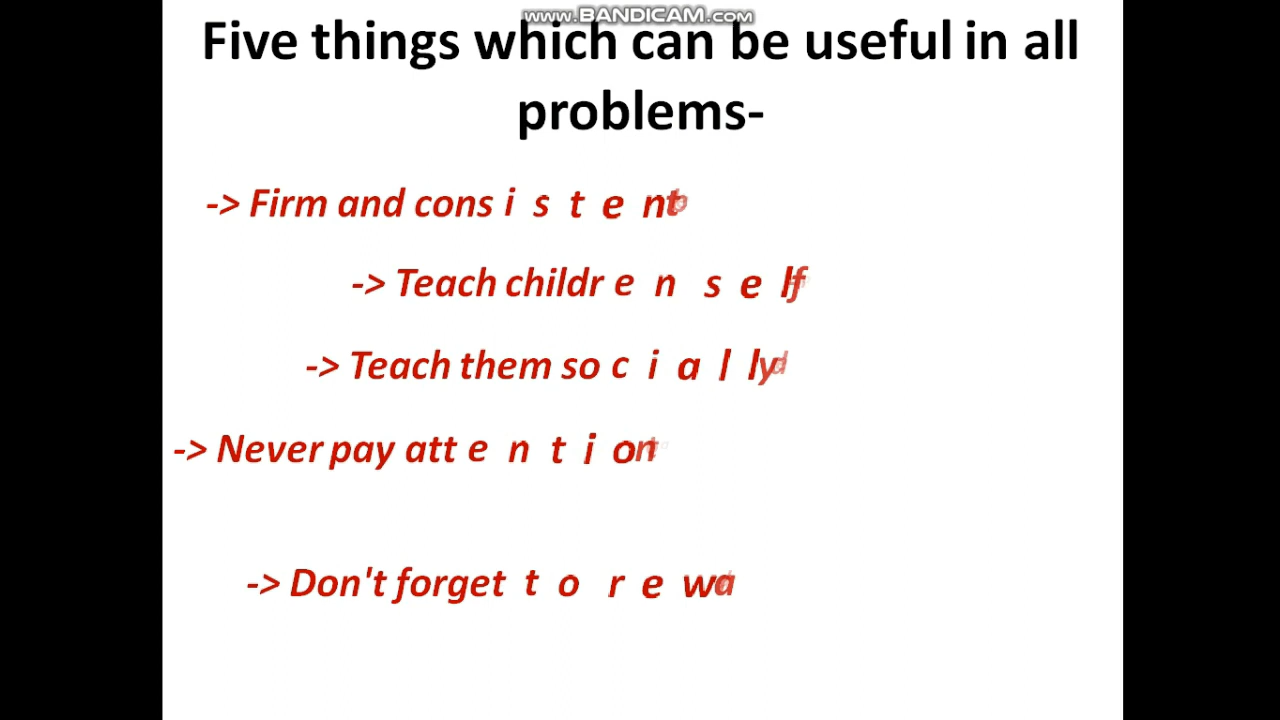 www.BANDICAM.com
Five things which can be useful in all
problems-
-> Firm and consistent
-> Teach children self
-> Teach them socially
-> Never pay attention
-> Don't forget to rewa